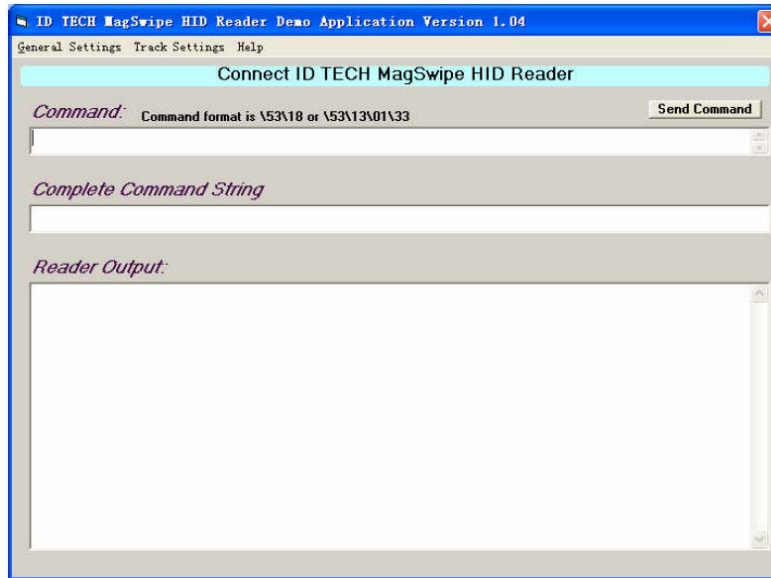 ID TECH MagSwipe HID Reader Demo Application Version 1.04
General Settings Track Settings Help
Connect ID TECH MagSwipe HID Reader
Command: Command format is \53\18 or \53\13\01\33 Send Command
Complete Command String
Reader Output: